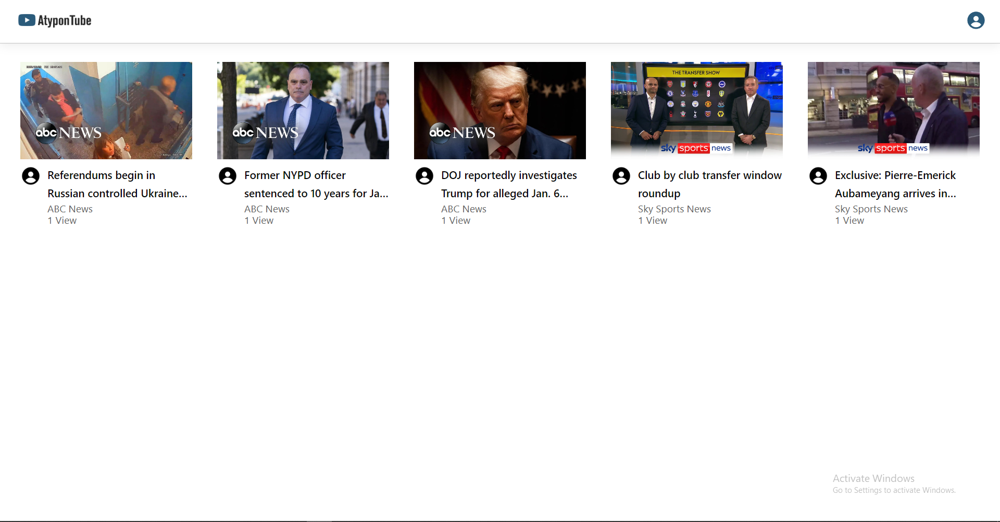 AtyponTube
abc NEWS
abc NEWS
abc NEWS
THE TRANSFER SHOW
sky sports news
sky sports news
Referendums begin in
Russian controlled Ukraine...
ABC News
1 View
Former NYPD officer
sentenced to 10 years for Ja...
ABC News
1 View
DOJ reportedly investigates
Trump for alleged Jan. 6...
ABC News
1 View
Club by club transfer window
roundup
Sky Sports News
1 View
Exclusive: Pierre-Emerick
Aubameyang arrives in...
Sky Sports News
1 View
Activate Windows
Go to Settings to activate Windows.